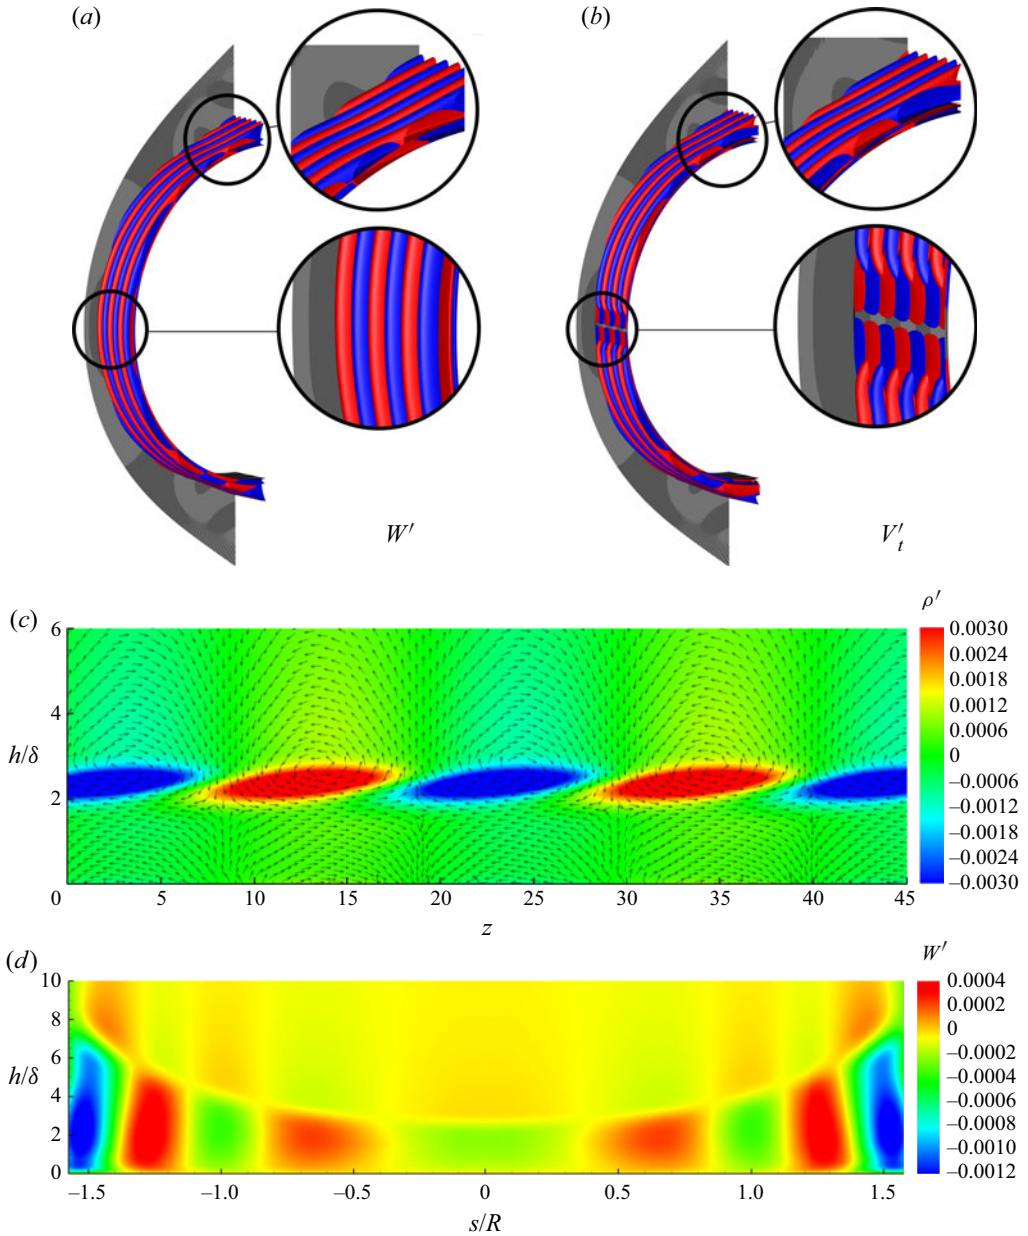 (a)
(b)
W′
V′t
(c)
ρ′
6
4
h/δ
2
0
0 5 10 15 20 25 30 35 40 45
z
0.0030
0.0024
0.0018
0.0012
0.0006
0
–0.0006
–0.0012
–0.0018
–0.0024
–0.0030
(d)
W′
10
8
6
h/δ
4
2
0
–1.5 –1.0 –0.5 0 0.5 1.0 1.5
s/R
0.0004
0.0002
0
–0.0002
–0.0004
–0.0006
–0.0008
–0.0010
–0.0012